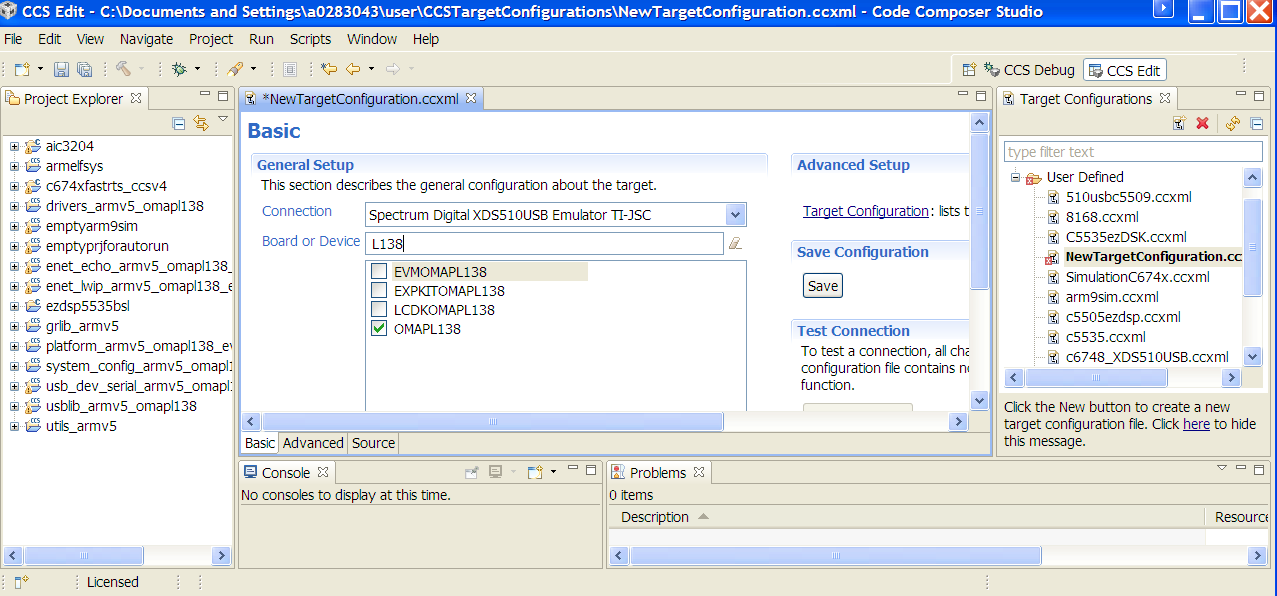 CCS Edit - C:\Documents and Settings\a0283043\user\CCSTargetConfigurations\NewTargetConfiguration.ccxml - Code Composer Studio
File Edit View Navigate Project Run Scripts Window Help
CCS Debug CCS Edit
Project Explorer
aic3204
armelfsys
c674xfastrts_ccsv4
drivers_armv5_omapl138
emptyarm9sim
emptyprjforautorun
enet_echo_armv5_omapl138_
enet_lwip_armv5_omapl138_e
ezdsp5535bsl
grlib_armv5
platform_armv5_omapl138_ev
system_config_armv5_omapl1
usb_dev_serial_armv5_omapl
usblib_armv5_omapl138
utils_armv5
*NewTargetConfiguration.ccxml
Basic
General Setup
This section describes the general configuration about the target.
Connection
Spectrum Digital XDS510USB Emulator TI-JSC
Board or Device
L138
EVMOMAPL138
EXPKITOMAPL138
LCDKOMAPL138
OMAPL138
Advanced Setup
Target Configuration: lists t
Save Configuration
Save
Test Connection
To test a connection, all cha
configuration file contains no
function.
Basic Advanced Source
Target Configurations
type filter text
User Defined
510usbc5509.ccxml
8168.ccxml
C5535ezDSK.ccxml
NewTargetConfiguration.cc
SimulationC674x.ccxml
arm9sim.ccxml
c5505ezdsp.ccxml
c5535.ccxml
c6748_XDS510USB.ccxml
Click the New button to create a new
target configuration file. Click here to hide
this message.
Console
No consoles to display at this time.
Problems
0 items
Description Resource
Licensed